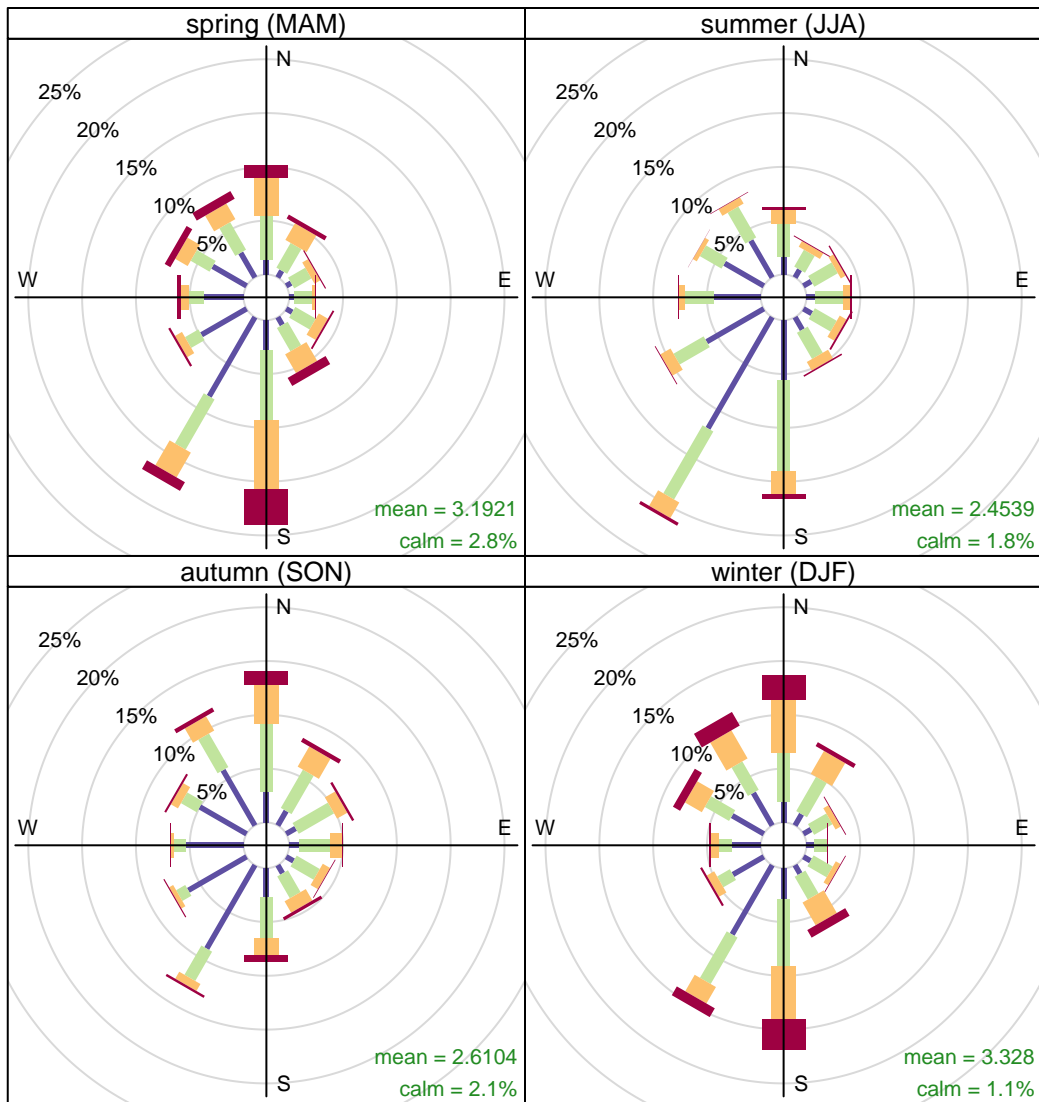 spring (MAM)
N
25%
20%
15%
10%
5%
W
E
mean = 3.1921
S
calm = 2.8%
summer (JJA)
N
25%
20%
15%
10%
5%
W
E
mean = 2.4539
S
calm = 1.8%
autumn (SON)
N
25%
20%
15%
10%
5%
W
E
mean = 2.6104
S
calm = 2.1%
winter (DJF)
N
25%
20%
15%
10%
5%
W
E
mean = 3.328
S
calm = 1.1%